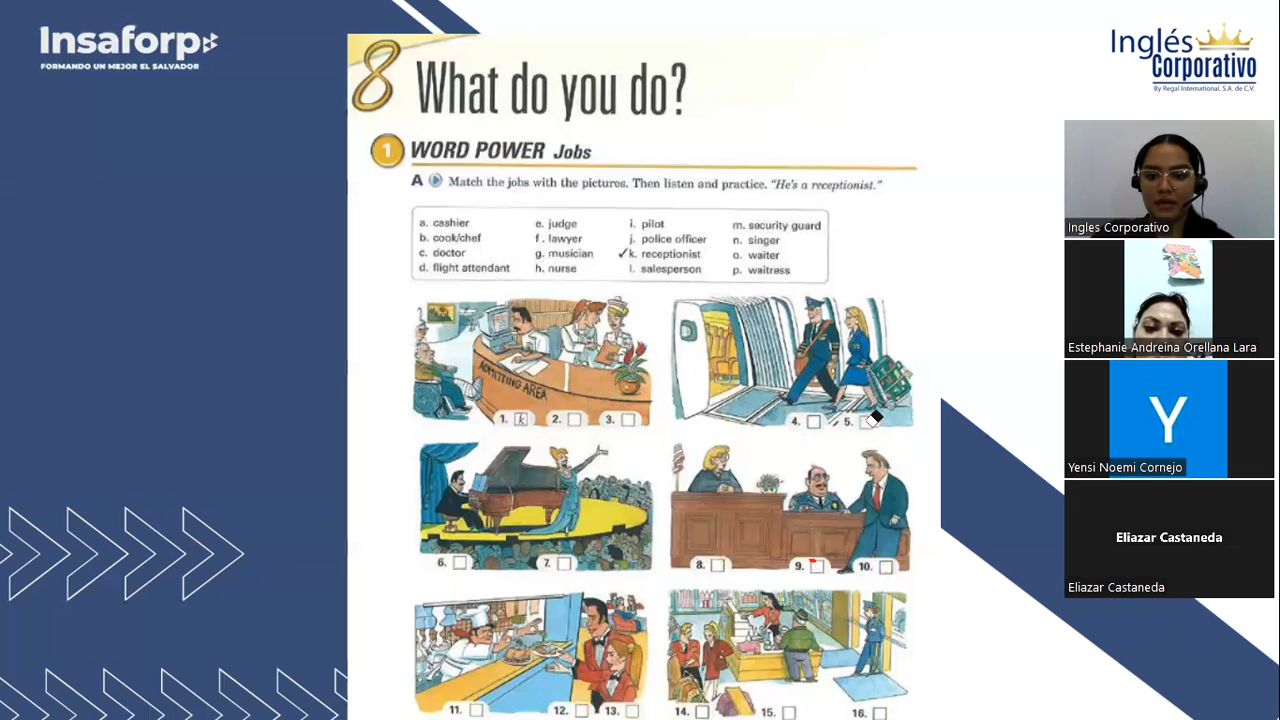 Insaforp
FORMANDO UN MEJOR EL SALVADOR
Inglés
Corporativo
By Regal International, S.A. de C.V.
8 What do you do?
1 WORD POWER Jobs
A Match the jobs with the pictures. Then listen and practice. "He's a receptionist."
a. cashier
b. cook/chef
c. doctor
d. flight attendant
e. judge
f. lawyer
g. musician
h. nurse
i. pilot
j. police officer
✓k. receptionist
l. salesperson
m. security guard
n. singer
o. waiter
p. waitress
ADMITTING AREA
1. k 2. 3.
4. 5.
6. 7.
8. 9. 10.
11. 12. 13.
14. 15. 16.
Ingles Corporativo
Estephanie Andreina Orellana Lara
Y
Yensi Noemi Cornejo
Eliazar Castaneda
Eliazar Castaneda